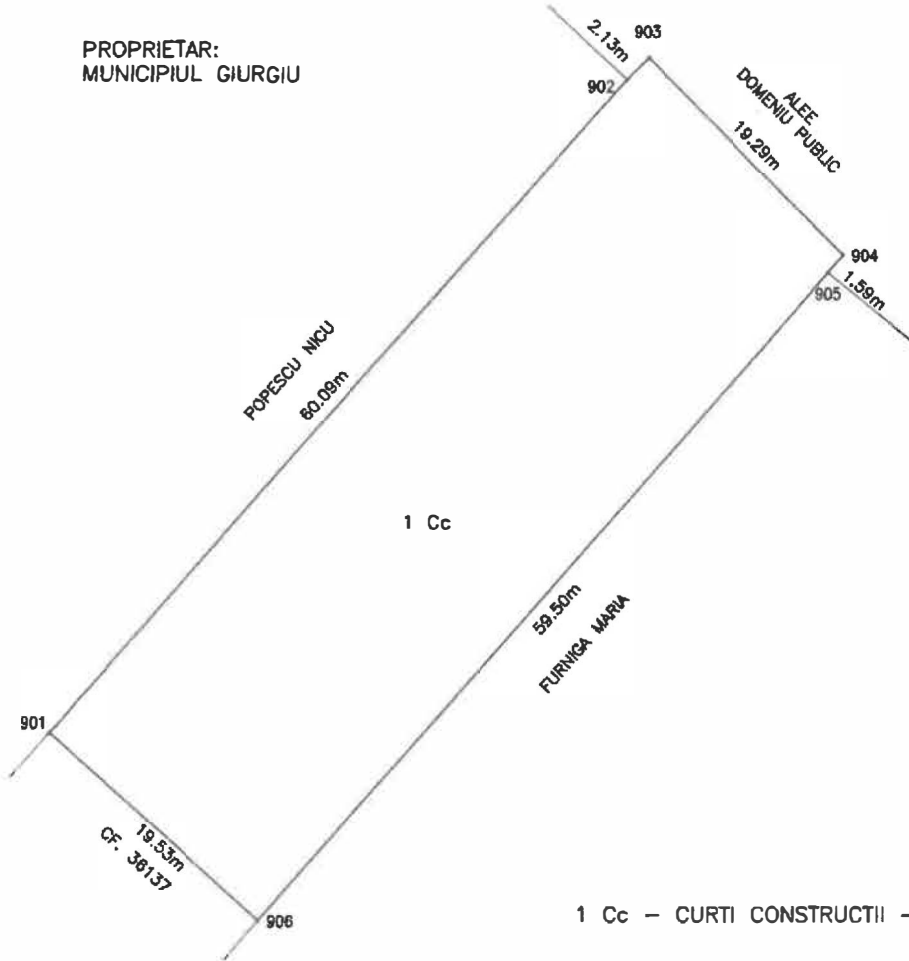 PROPRIETAR:
MUNICIPIUL GIURGIU
2.13m
903
902
ALEE
DOMENIU PUBLIC
19.29m
904
905
1.59m
POPESCU NICU
60.09m
1 Cc
59.50m
FURNIGA MARIA
901
19.53m
CF. 36137
906
1 Cc – CURTI CONSTRUCTII –